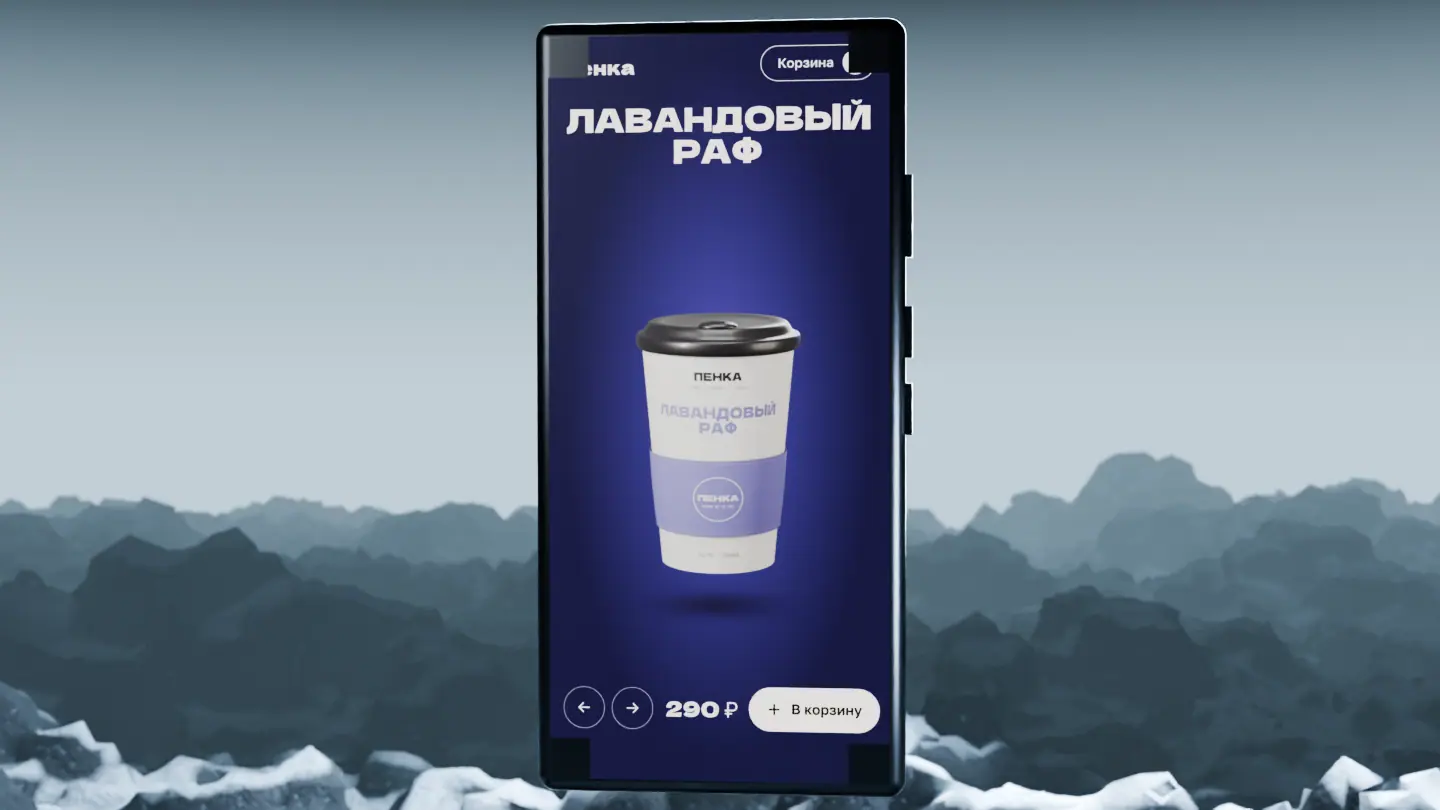 енка
Корзина
ЛАВАНДОВЫЙ
РАФ
ПЕНКА
ЛАВАНДОВЫЙ
РАФ
ПЕНКА
290 ₽
+ В корзину